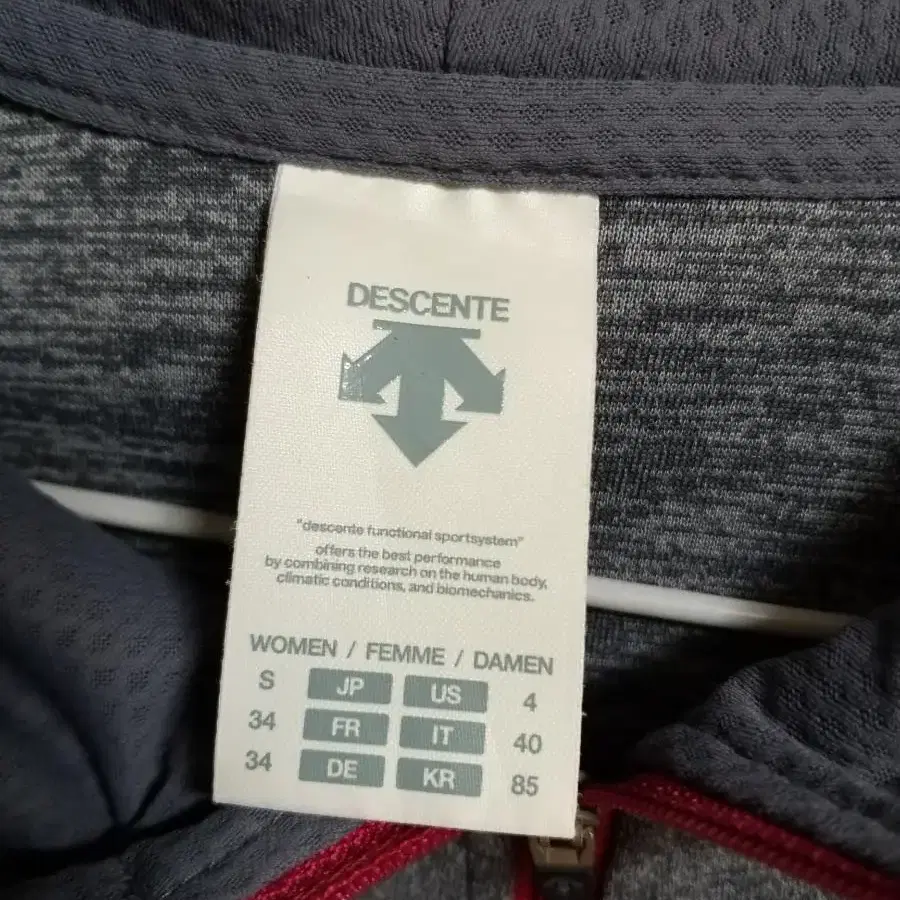 DESCENTE
"descente functional sportsystem"
offers the best performance
by combining research on the human body,
climatic conditions, and biomechanics.
WOMEN / FEMME / DAMEN
S JP US 4
34 FR IT 40
34 DE KR 85